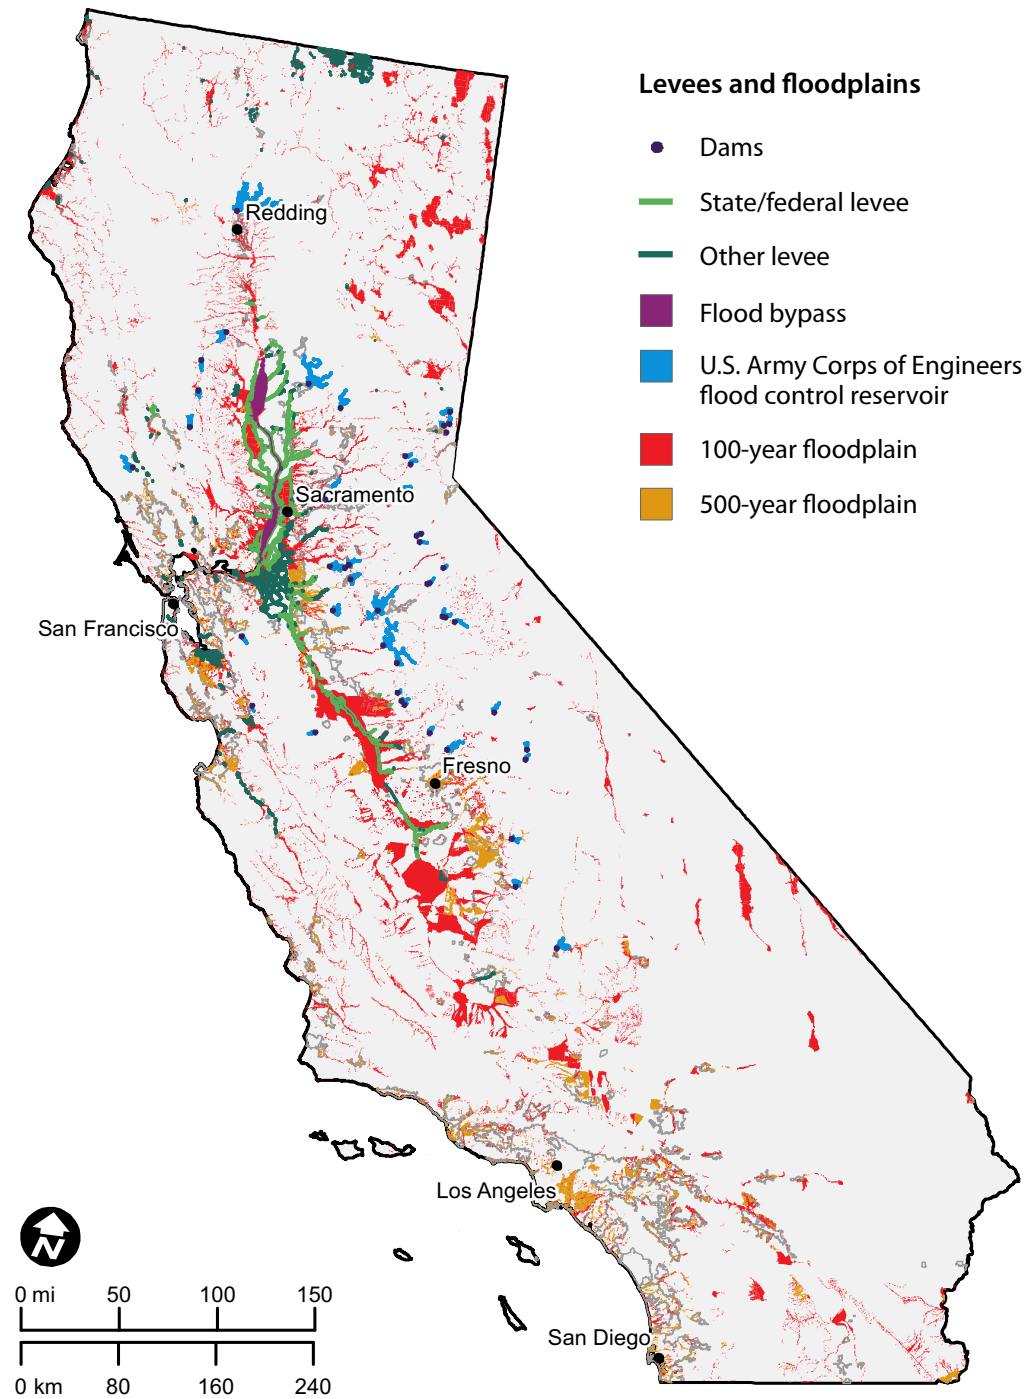 Levees and floodplains
Dams
State/federal levee
Other levee
Flood bypass
U.S. Army Corps of Engineers
flood control reservoir
100-year floodplain
500-year floodplain
Redding
Sacramento
San Francisco
Fresno
Los Angeles
San Diego
N
0 mi 50 100 150
0 km 80 160 240